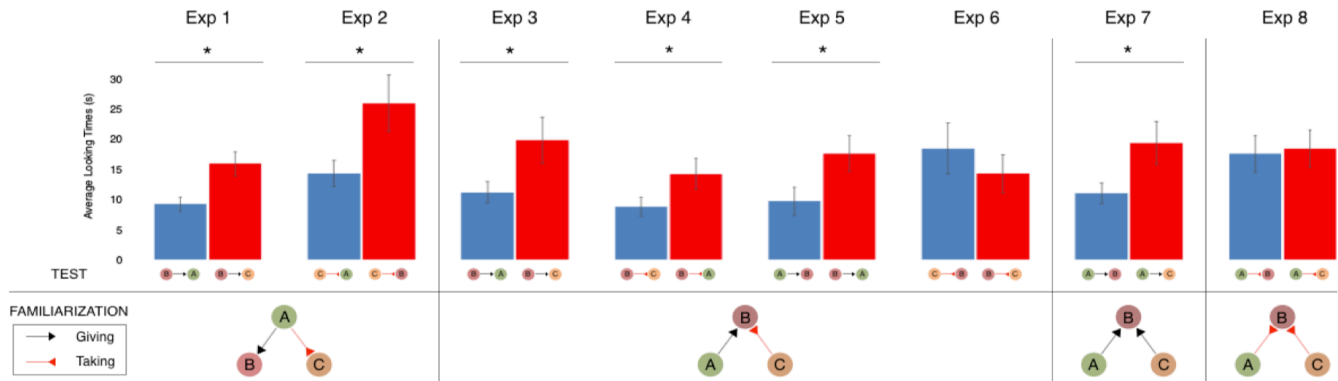 Exp 1 Exp 2 Exp 3 Exp 4 Exp 5 Exp 6 Exp 7 Exp 8
* * * * * *
Average Looking Times (s)
30
25
20
15
10
5
0
TEST B A B C C A C B B A B C B C B A A B B A C B B C A B A C A B A C
FAMILIARIZATION
Giving
Taking
A
B C
B
A C
B
A C
B
A C